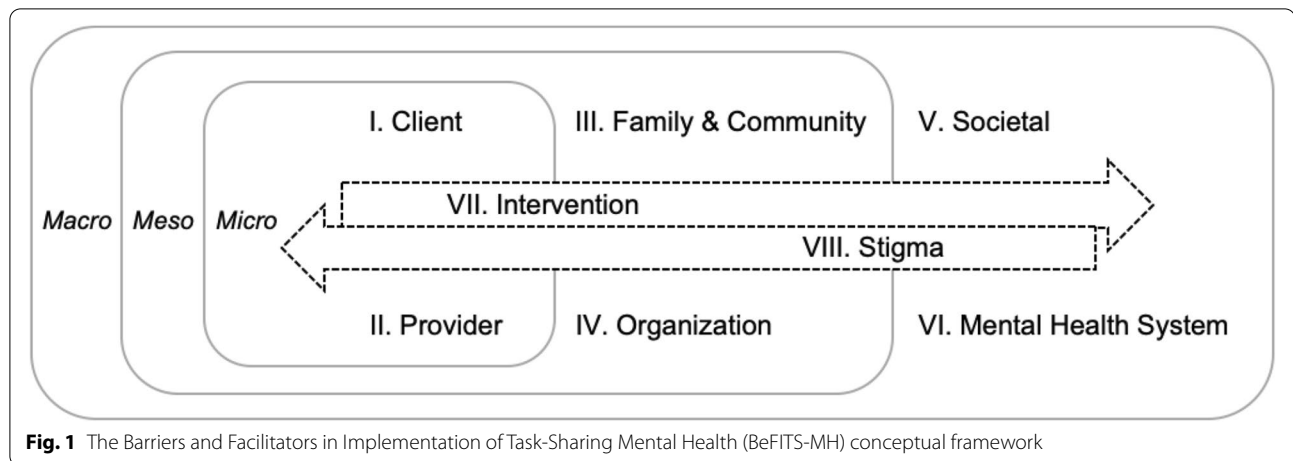 I. Client
III. Family & Community
V. Societal
VII. Intervention
Macro
Meso
Micro
VIII. Stigma
II. Provider
IV. Organization
VI. Mental Health System
Fig. 1 The Barriers and Facilitators in Implementation of Task-Sharing Mental Health (BeFITS-MH) conceptual framework